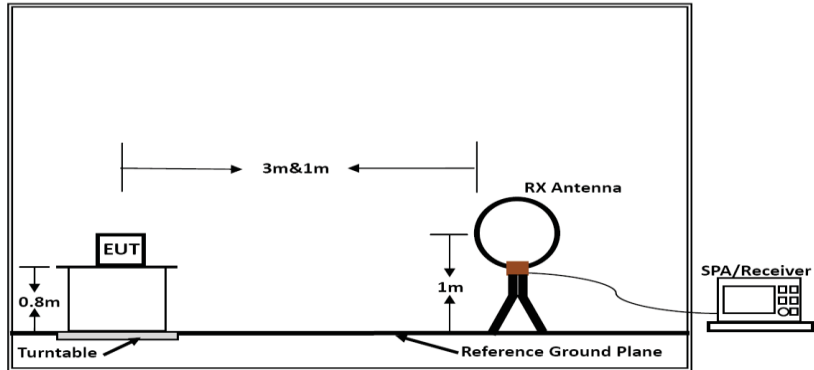 3m&1m
RX Antenna
EUT
SPA/Receiver
0.8m
1m
Turntable
Reference Ground Plane